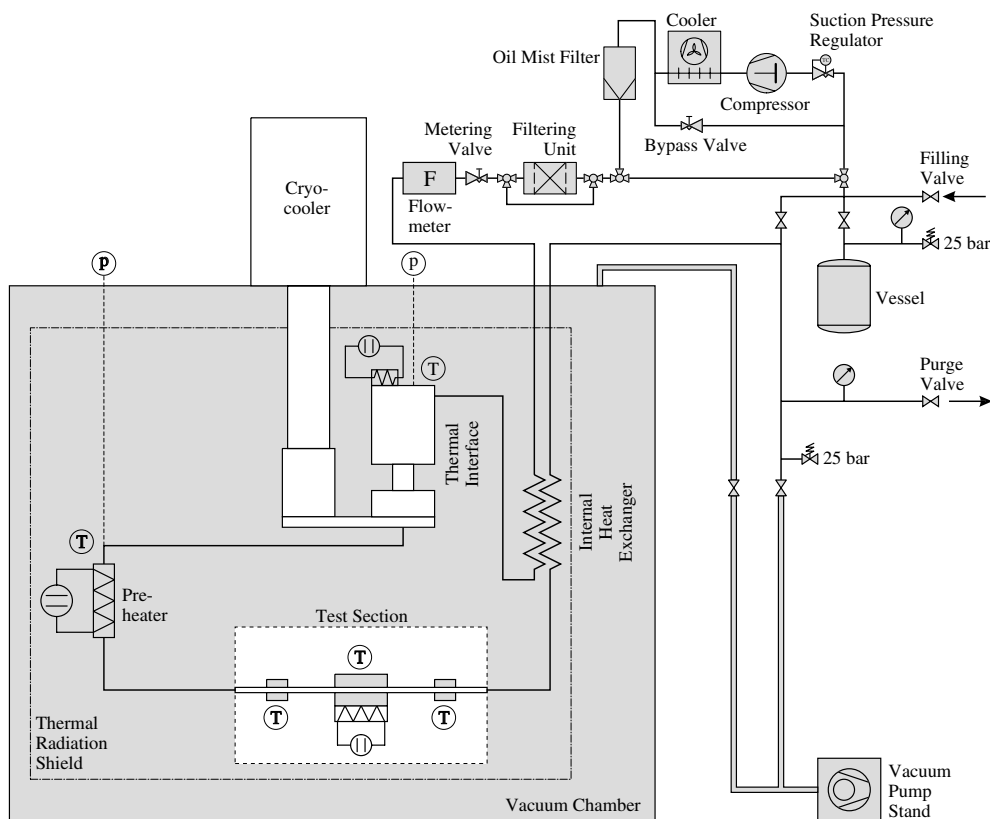 Cooler
Suction Pressure
Regulator
TC
Oil Mist Filter
Compressor
Metering
Valve
Filtering
Unit
Bypass Valve
Filling
Valve
F
Flow-
meter
Cryo-
cooler
25 bar
p
p
Vessel
T
Purge
Valve
Thermal
Interface
25 bar
Internal
Heat
Exchanger
T
Pre-
heater
Test Section
T
T
T
Thermal
Radiation
Shield
Vacuum
Pump
Stand
Vacuum Chamber